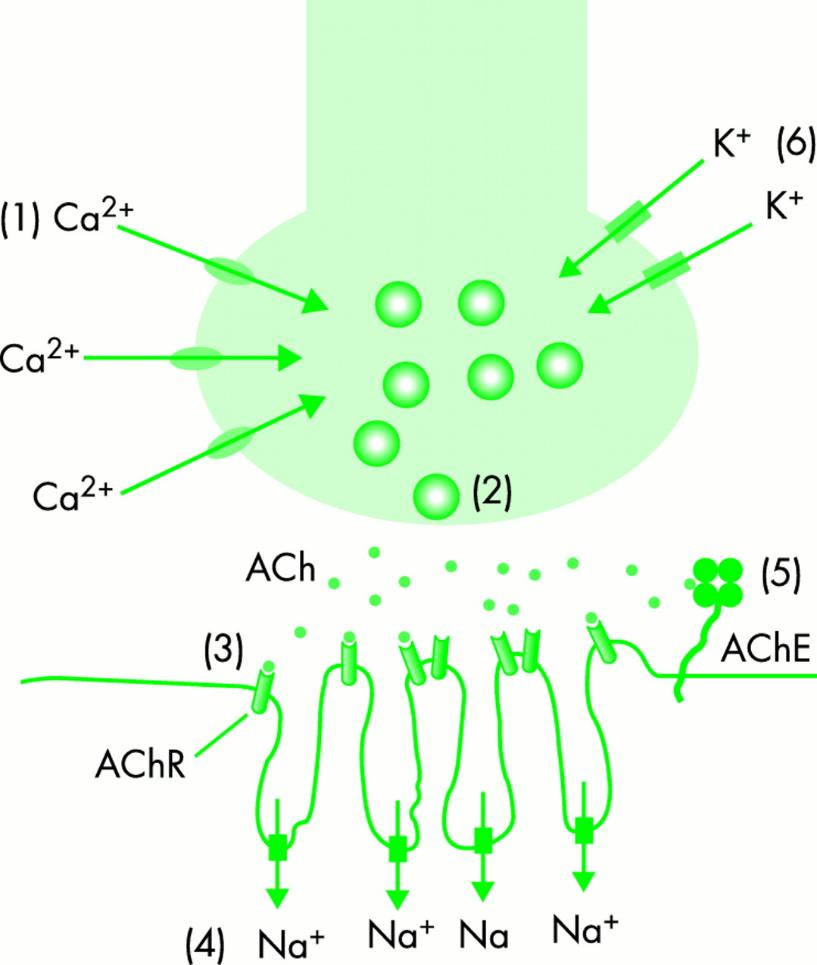 K⁺ (6)
K⁺
(1) Ca²⁺
Ca²⁺
Ca²⁺
(2)
ACh
(5)
(3)
AChE
AChR
(4) Na⁺ Na⁺ Na Na⁺